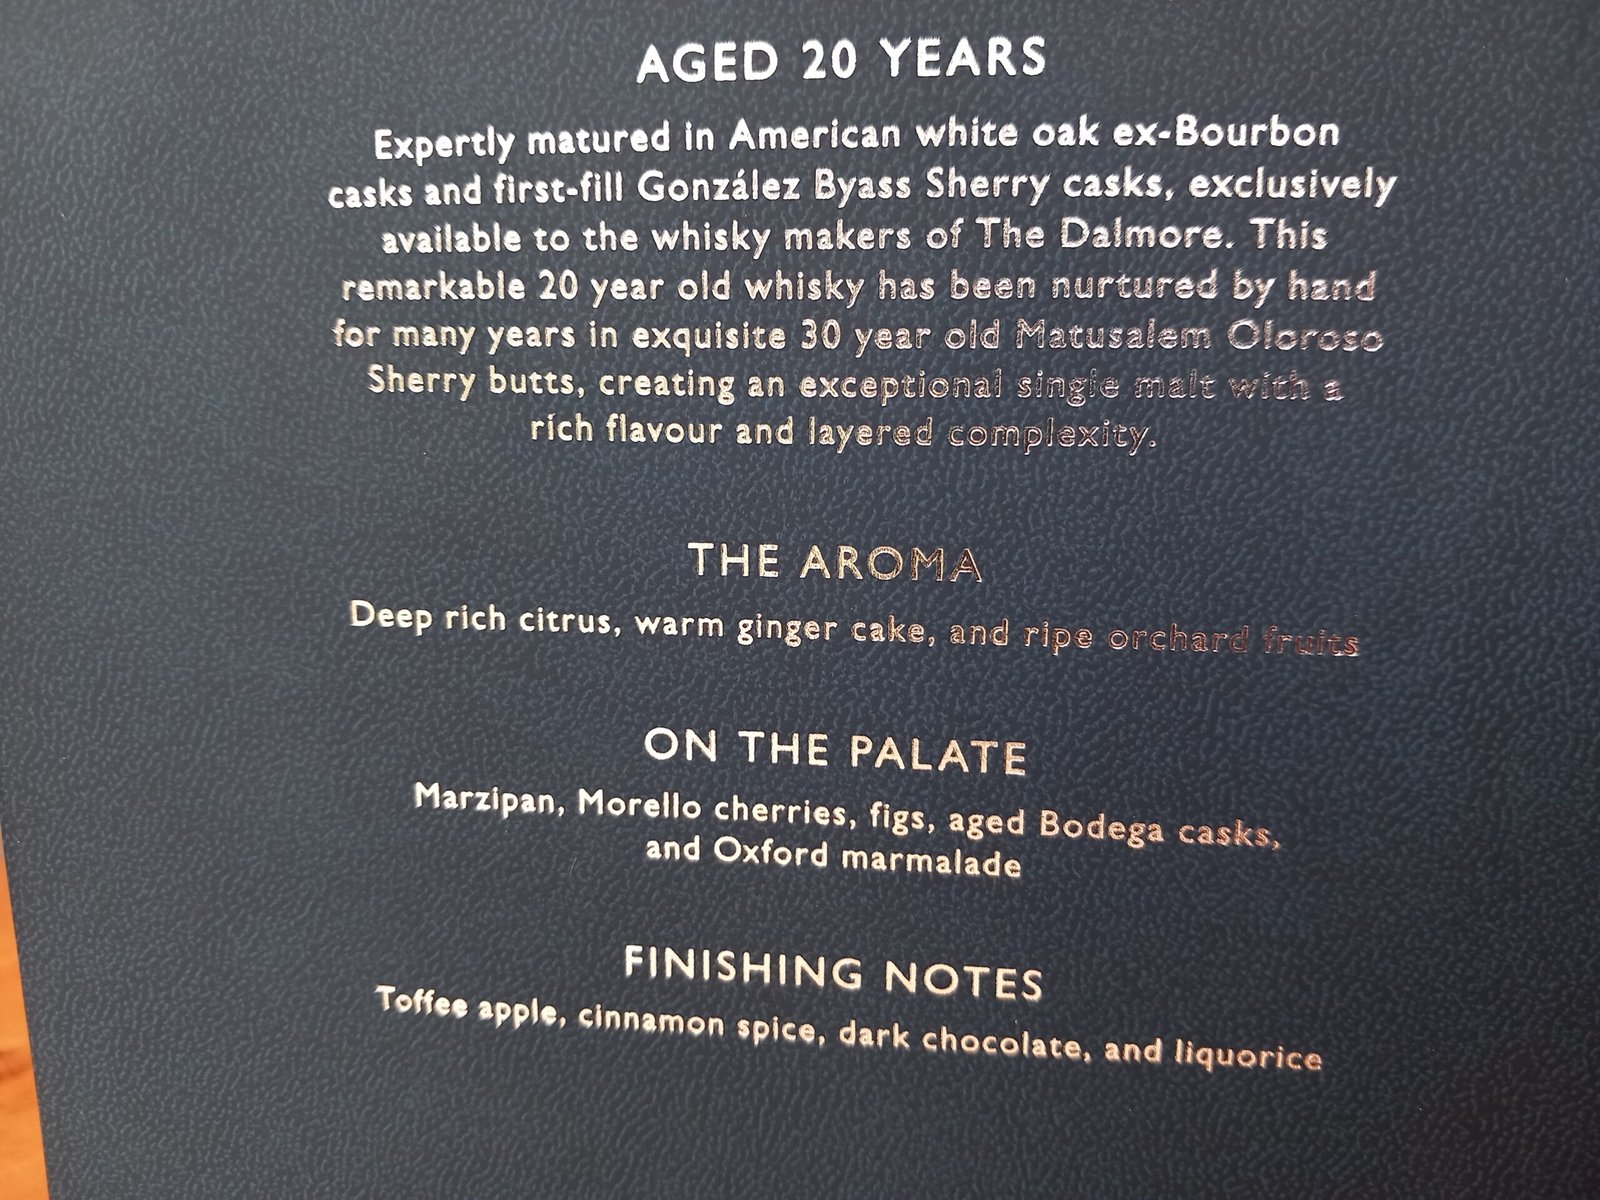 AGED 20 YEARS
Expertly matured in American white oak ex-Bourbon
casks and first-fill González Byass Sherry casks, exclusively
available to the whisky makers of The Dalmore. This
remarkable 20 year old whisky has been nurtured by hand
for many years in exquisite 30 year old Matusalem Oloroso
Sherry butts, creating an exceptional single malt with a
rich flavour and layered complexity.
THE AROMA
Deep rich citrus, warm ginger cake, and ripe orchard fruits
ON THE PALATE
Marzipan, Morello cherries, figs, aged Bodega casks,
and Oxford marmalade
FINISHING NOTES
Toffee apple, cinnamon spice, dark chocolate, and liquorice